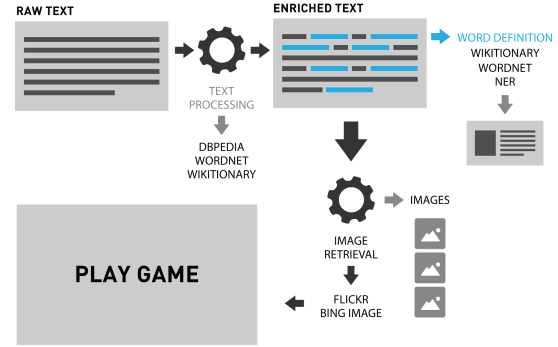 RAW TEXT
ENRICHED TEXT
TEXT
PROCESSING
DBPEDIA
WORDNET
WIKITIONARY
WORD DEFINITION
WIKITIONARY
WORDNET
NER
IMAGES
IMAGE
RETRIEVAL
FLICKR
BING IMAGE
PLAY GAME